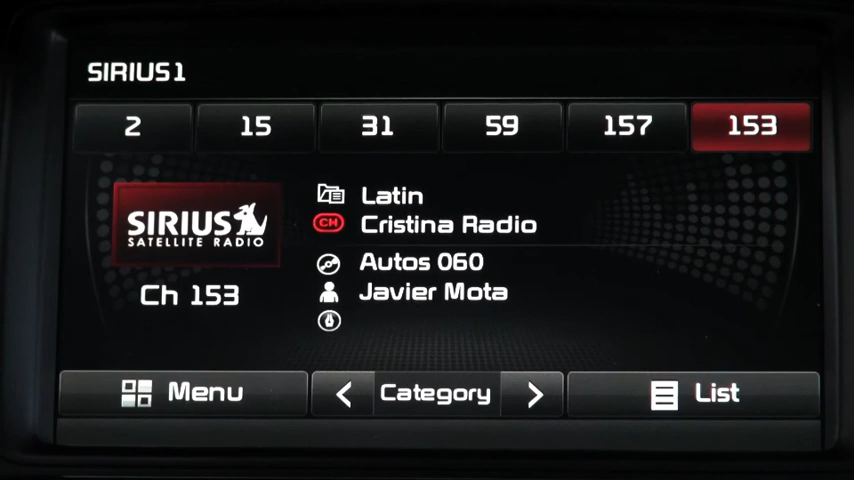 SIRIUS1
2 15 31 59 157 153
SIRIUS
SATELLITE RADIO
Ch 153
Latin
CH Cristina Radio
Autos 060
Javier Mota
Menu < Category > List